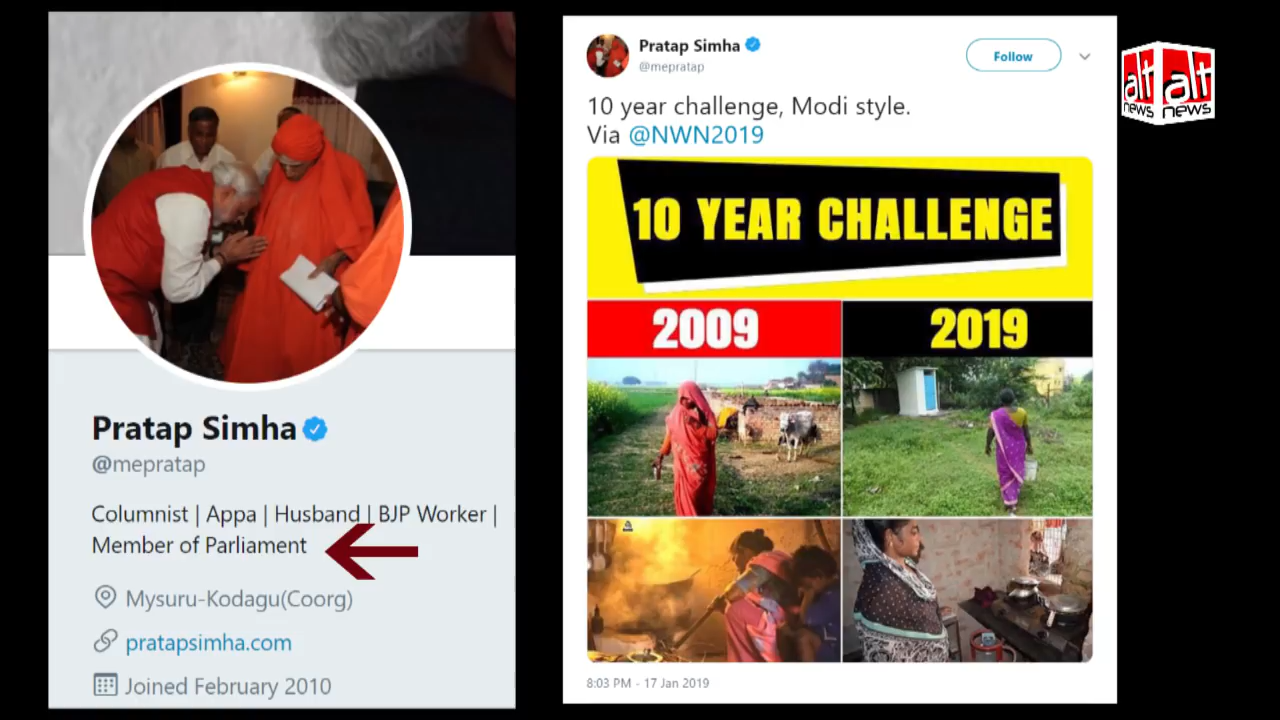 Pratap Simha
@mepratap
Columnist | Appa | Husband | BJP Worker |
Member of Parliament
Mysuru-Kodagu(Coorg)
pratapsimha.com
Joined February 2010
Pratap Simha
@mepratap
Follow
10 year challenge, Modi style.
Via @NWN2019
10 YEAR CHALLENGE
2009
2019
8:03 PM - 17 Jan 2019
alt news
alt news